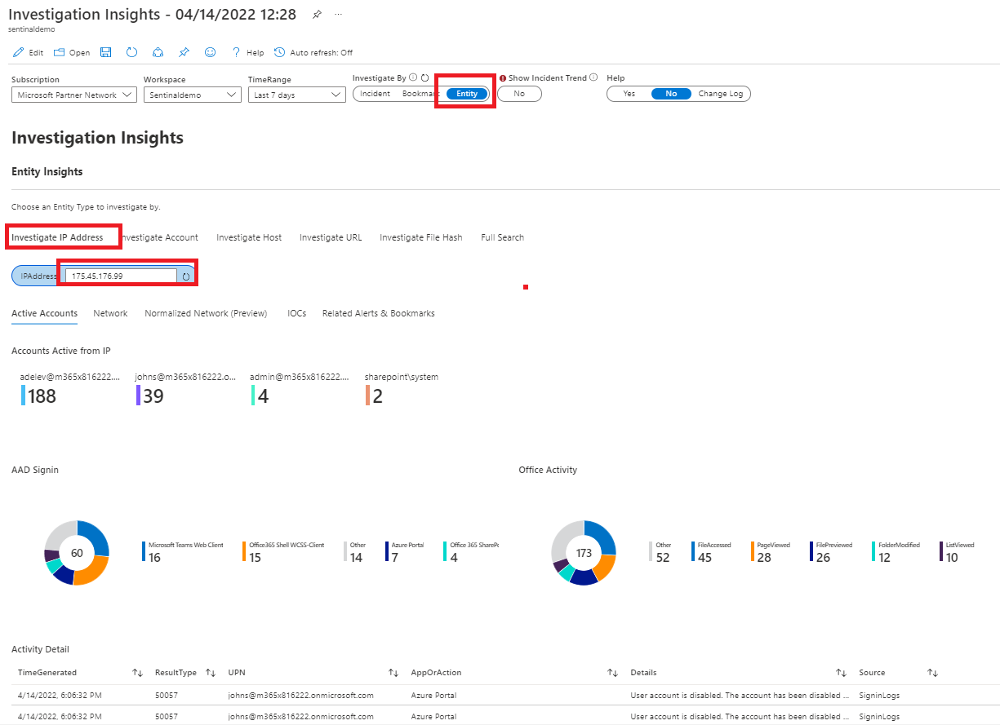 Investigation Insights - 04/14/2022 12:28
sentinaldemo
Edit Open Help Auto refresh: Off
Subscription Workspace TimeRange Investigate By Show Incident Trend Help
Microsoft Partner Network Sentinaldemo Last 7 days Incident Bookmark Entity No Yes No Change Log
Investigation Insights
Entity Insights
Choose an Entity Type to investigate by.
Investigate IP Address nvestigate Account Investigate Host Investigate URL Investigate File Hash Full Search
IPAddress 175.45.176.99
Active Accounts Network Normalized Network (Preview) IOCs Related Alerts & Bookmarks
Accounts Active from IP
adelev@m365x816222.... johns@m365x816222.o... admin@m365x816222.... sharepoint\system
188 39 4 2
AAD Signin Office Activity
Microsoft Teams Web Client Office365 Shell WCSS-Client Other Azure Portal Office 365 SharePo
60 16 15 14 7 4
Other FileAccessed PageViewed FilePreviewed FolderModified ListViewed
173 52 45 28 26 12 10
Activity Detail
TimeGenerated ResultType UPN AppOrAction Details Source
4/14/2022, 6:06:32 PM 50057 johns@m365x816222.onmicrosoft.com Azure Portal User account is disabled. The account has been disabled ... SigninLogs
4/14/2022, 6:06:32 PM 50057 johns@m365x816222.onmicrosoft.com Azure Portal User account is disabled. The account has been disabled ... SigninLogs